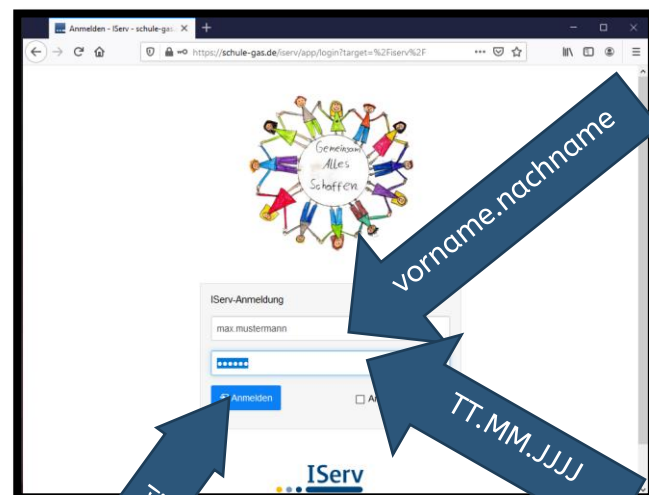 Anmelden - IServ - schule-gas.
https://schule-gas.de/iserv/app/login?target=%2Fiserv%2F
Gemeinsam
Alles
Schaffen
vorname.nachname
IServ-Anmeldung
max.mustermann
Anmelden
TT.MM.JJJJ
IServ